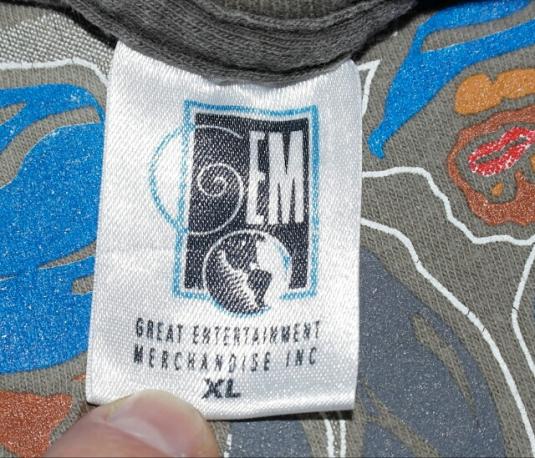 GEM
GREAT ENTERTAINMENT
MERCHANDISE INC
XL